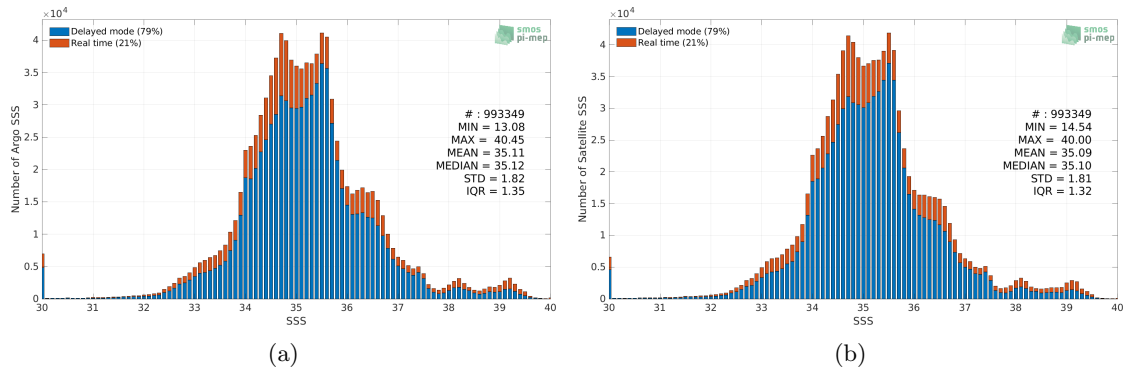 ×10⁴
Delayed mode (79%)
Real time (21%)
smos
pi-mep
4
3.5
3
2.5
2
1.5
1
0.5
0
Number of Argo SSS
# : 993349
MIN = 13.08
MAX = 40.45
MEAN = 35.11
MEDIAN = 35.12
STD = 1.82
IQR = 1.35
30 31 32 33 34 35 36 37 38 39 40
SSS
(a)
×10⁴
Delayed mode (79%)
Real time (21%)
smos
pi-mep
4
3.5
3
2.5
2
1.5
1
0.5
0
Number of Satellite SSS
# : 993349
MIN = 14.54
MAX = 40.00
MEAN = 35.09
MEDIAN = 35.10
STD = 1.81
IQR = 1.32
30 31 32 33 34 35 36 37 38 39 40
SSS
(b)